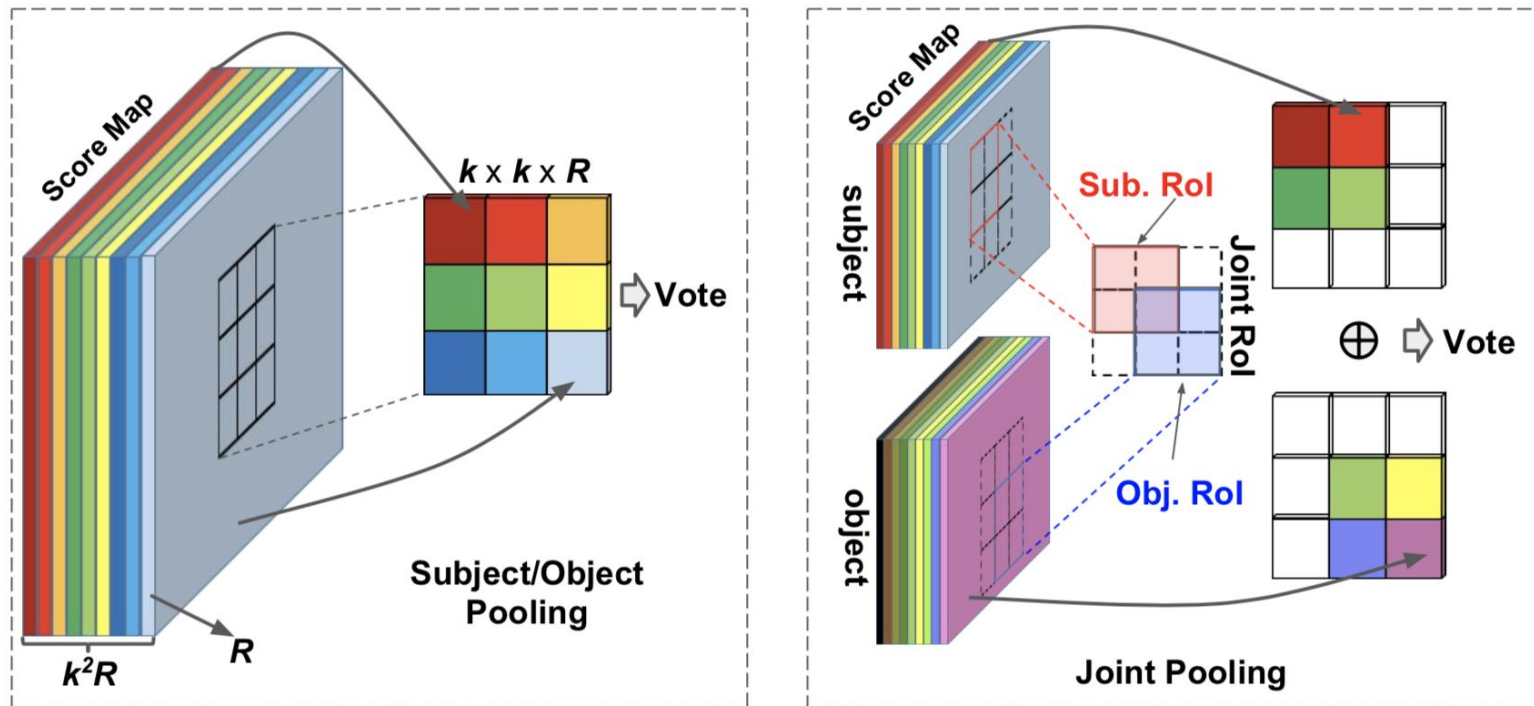 Score Map
k x k x R
Vote
Subject/Object
Pooling
R
k²R
Score Map
subject
Sub. RoI
Joint RoI
Vote
object
Obj. RoI
Joint Pooling